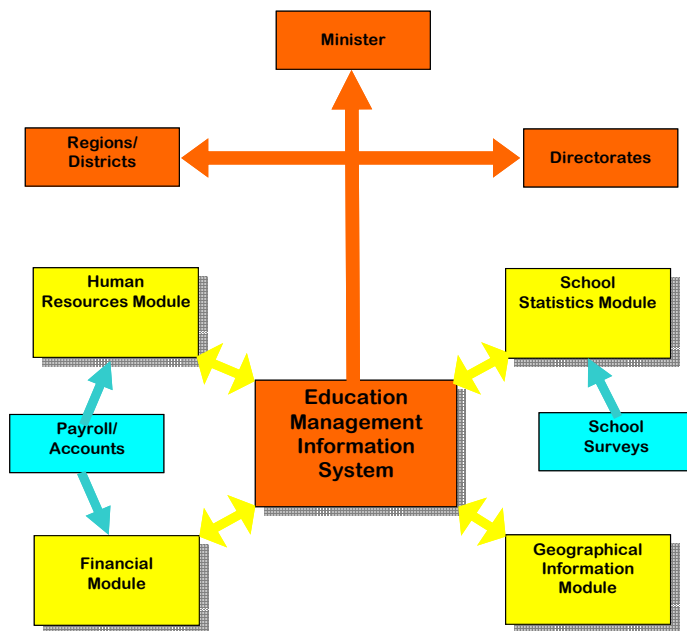 Minister
Regions/
Districts
Directorates
Human
Resources Module
School
Statistics Module
Education
Management
Information
System
Payroll/
Accounts
School
Surveys
Financial
Module
Geographical
Information
Module